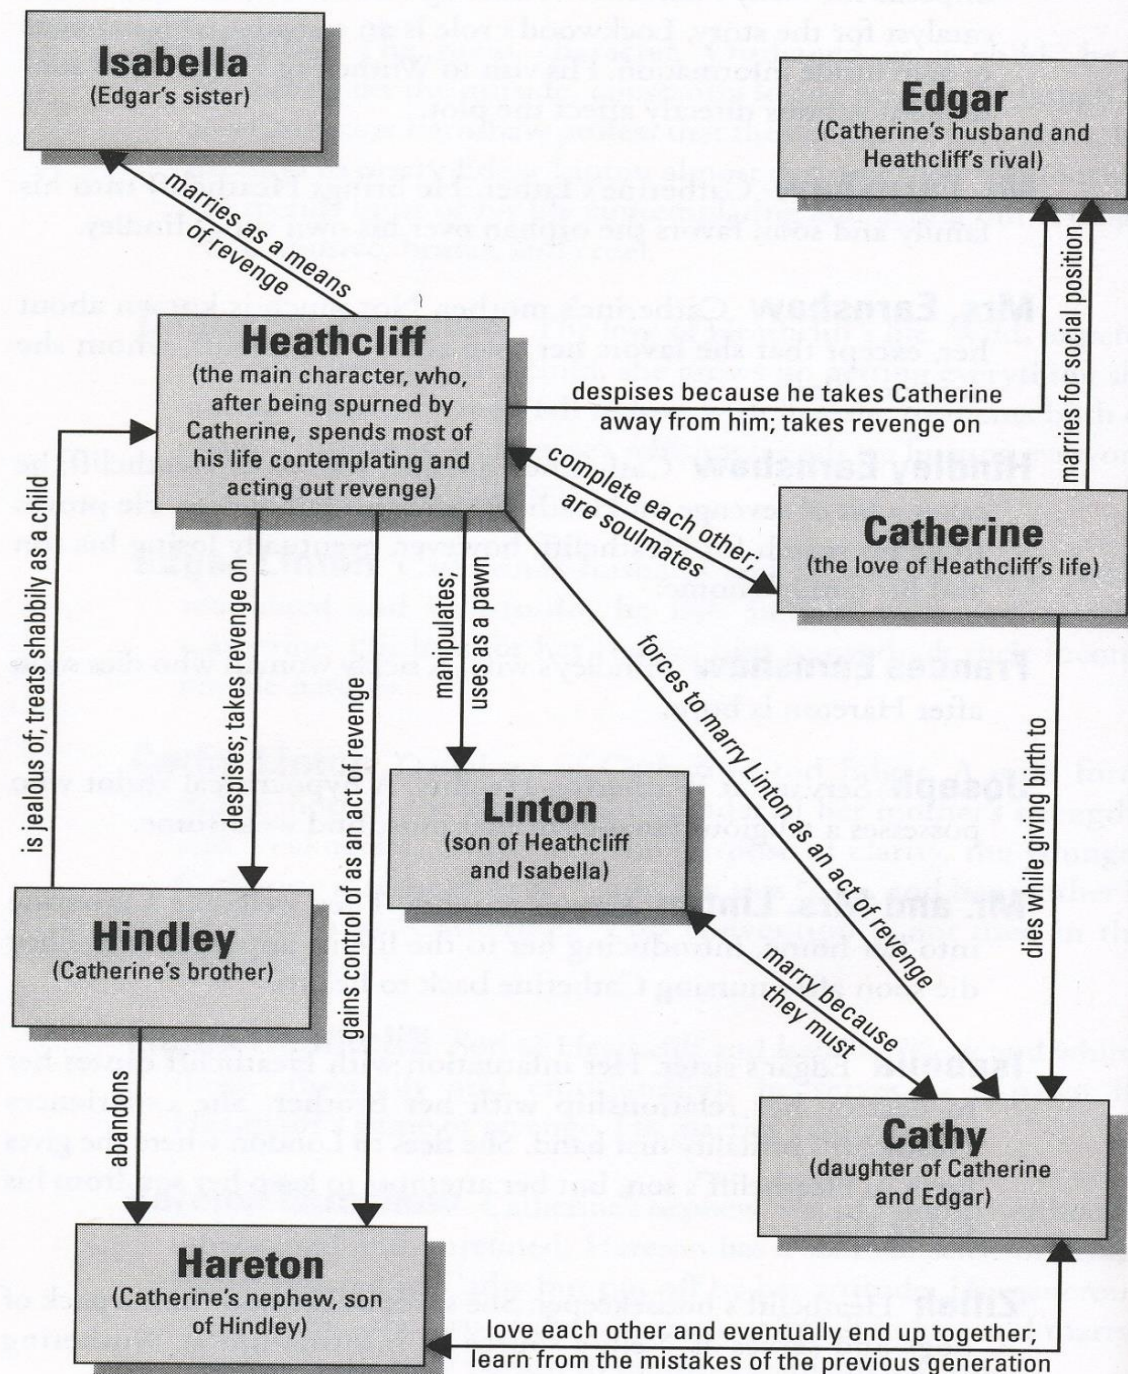 Isabella
(Edgar's sister)
Edgar
(Catherine's husband and
Heathcliff's rival)
marries as a means
of revenge
Heathcliff
(the main character, who,
after being spurned by
Catherine, spends most of
his life contemplating and
acting out revenge)
despises because he takes Catherine
away from him; takes revenge on
marries for social position
complete each other;
are soulmates
Catherine
(the love of Heathcliff's life)
is jealous of; treats shabbily as a child
despises; takes revenge on
gains control of as an act of revenge
manipulates;
uses as a pawn
forces to marry Linton as an act of revenge
dies while giving birth to
Linton
(son of Heathcliff
and Isabella)
Hindley
(Catherine's brother)
marry because
they must
abandons
Cathy
(daughter of Catherine
and Edgar)
Hareton
(Catherine's nephew, son
of Hindley)
love each other and eventually end up together;
learn from the mistakes of the previous generation